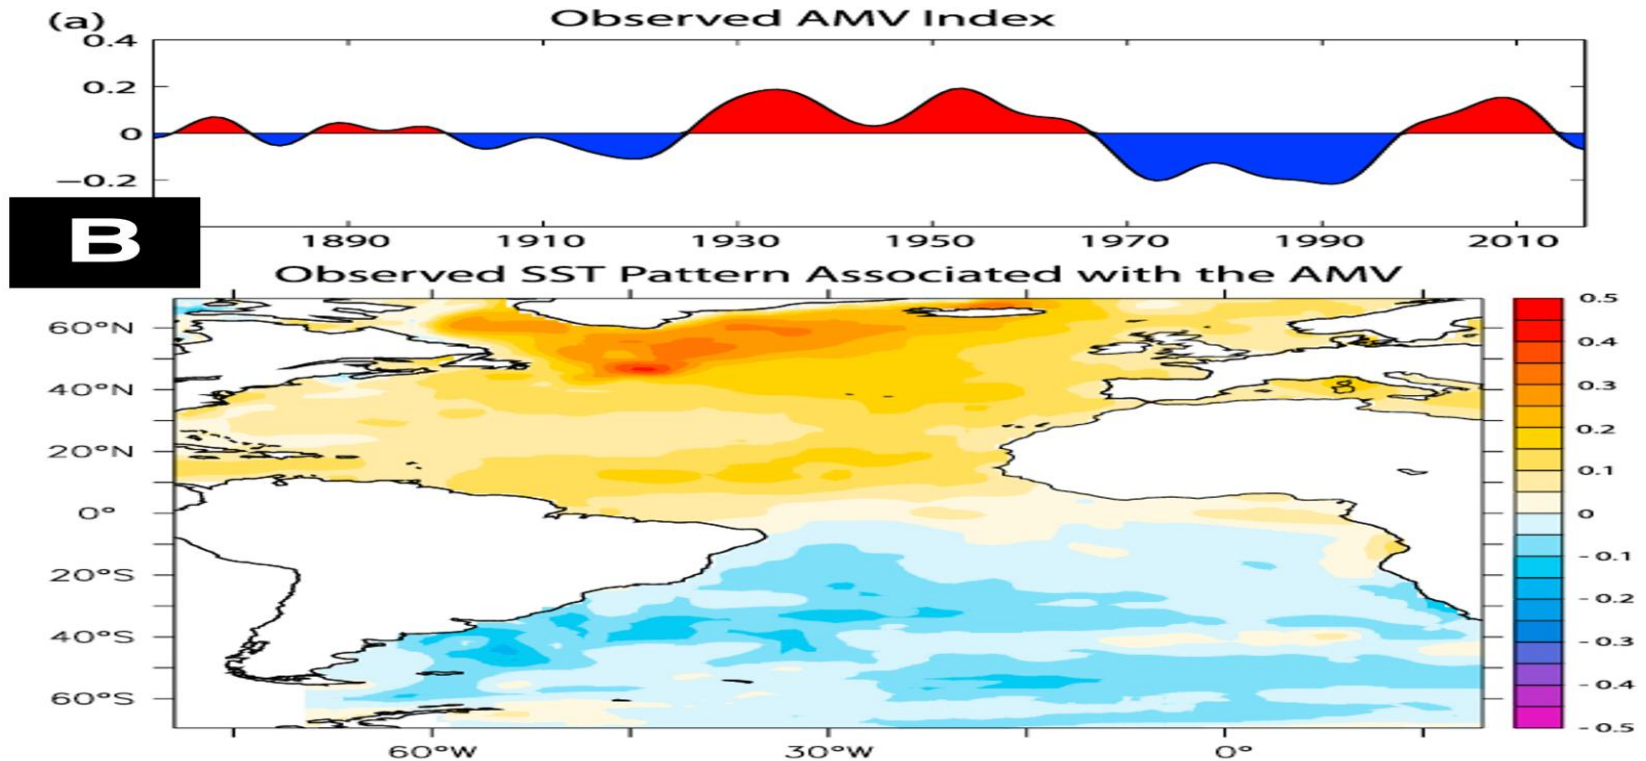 (a) Observed AMV Index
0.4
0.2
0
−0.2
B
1890 1910 1930 1950 1970 1990 2010
Observed SST Pattern Associated with the AMV
60°N
40°N
20°N
0°
20°S
40°S
60°S
60°W 30°W 0°
0.5
0.4
0.3
0.2
0.1
0
-0.1
-0.2
-0.3
-0.4
-0.5